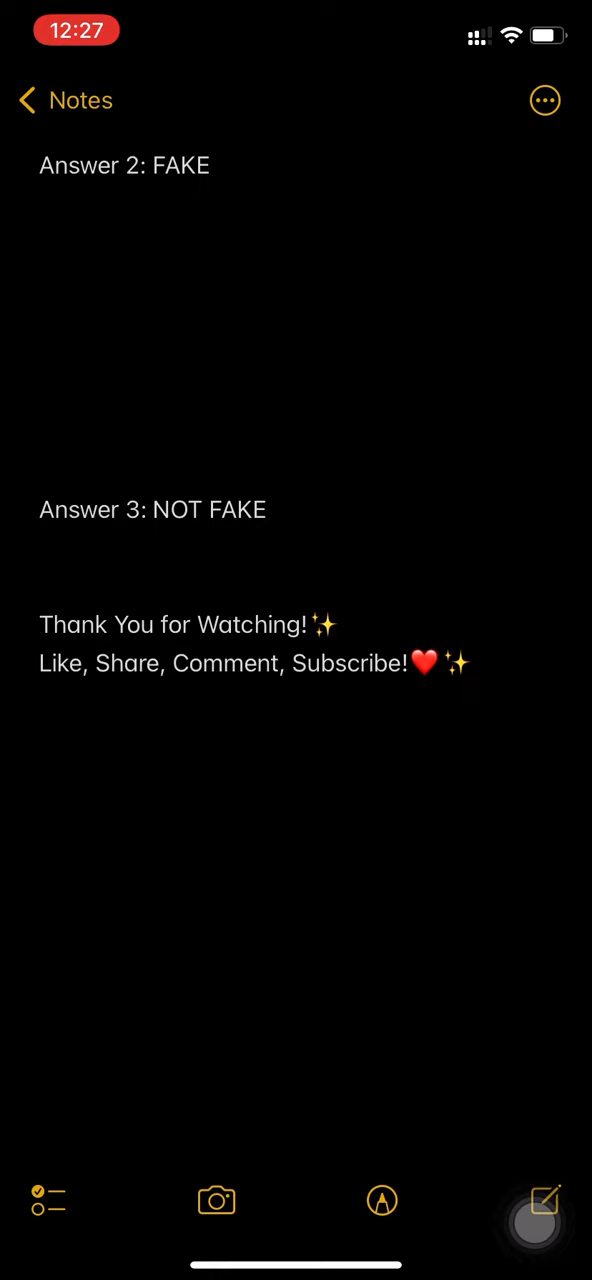 12:27
Notes
Answer 2: FAKE
Answer 3: NOT FAKE
Thank You for Watching!✨
Like, Share, Comment, Subscribe!❤️✨